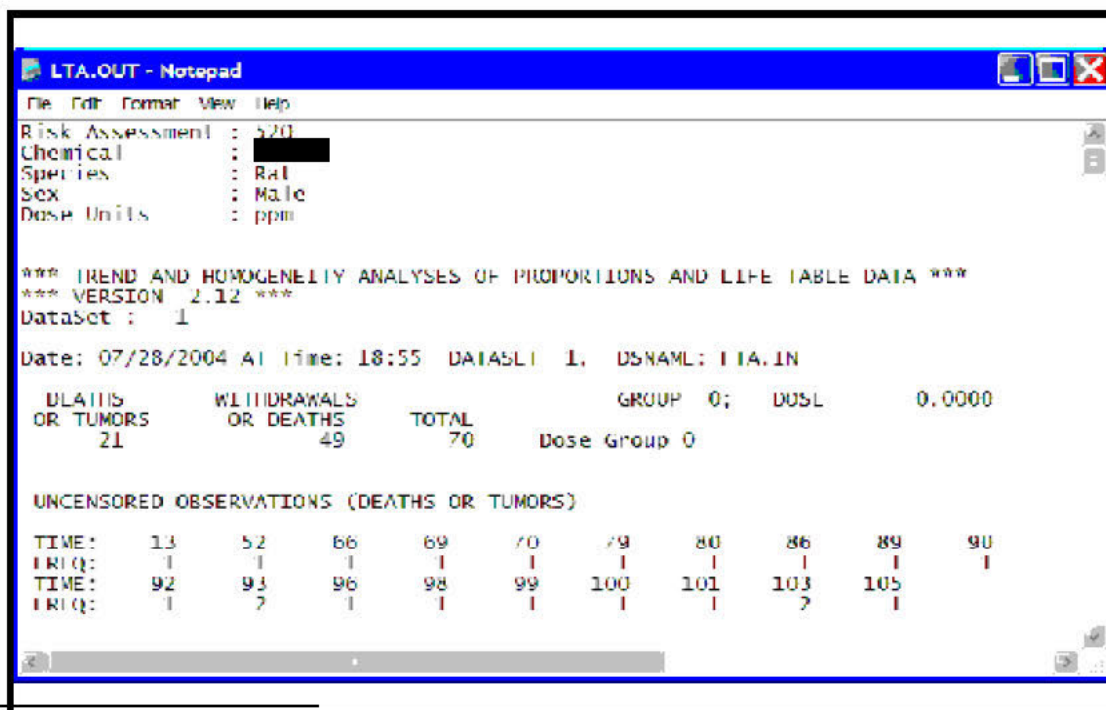 LTA.OUT - Notepad
File Edit Format View Help
Risk Assessment : 520
Chemical :
Species : Rat
Sex : Male
Dose Units : ppm
*** TREND AND HOMOGENEITY ANALYSES OF PROPORTIONS AND LIFE TABLE DATA ***
*** VERSION 2.12 ***
DataSet : 1
Date: 07/28/2004 AT Time: 18:55 DATASET 1, DSNAME: LTA.IN
DEATHS WITHDRAWALS GROUP 0; DOSE 0.0000
OR TUMORS OR DEATHS TOTAL
21 49 70 Dose Group 0
UNCENSORED OBSERVATIONS (DEATHS OR TUMORS)
TIME: 13 52 66 69 70 79 80 86 89 90
FREQ: 1 1 1 1 1 1 1 1 1 1
TIME: 92 93 96 98 99 100 101 103 105
FREQ: 1 2 1 1 1 1 1 2 1